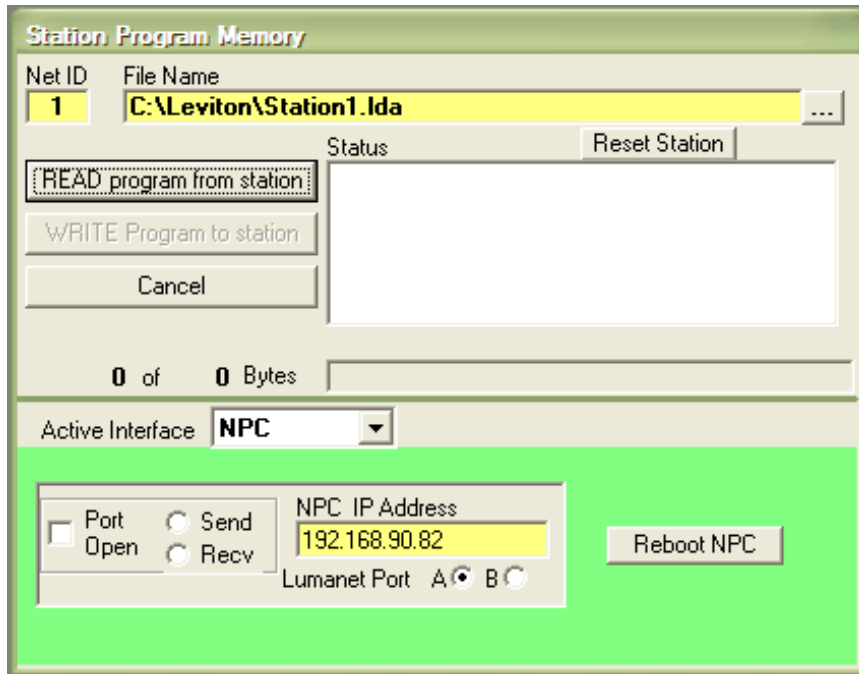 Station Program Memory
Net ID File Name
1 C:\Leviton\Station1.lda ...
Status Reset Station
READ program from station
WRITE Program to station
Cancel
0 of 0 Bytes
Active Interface NPC
Port Open
Send
Recv
NPC IP Address
192.168.90.82
Lumanet Port A B
Reboot NPC